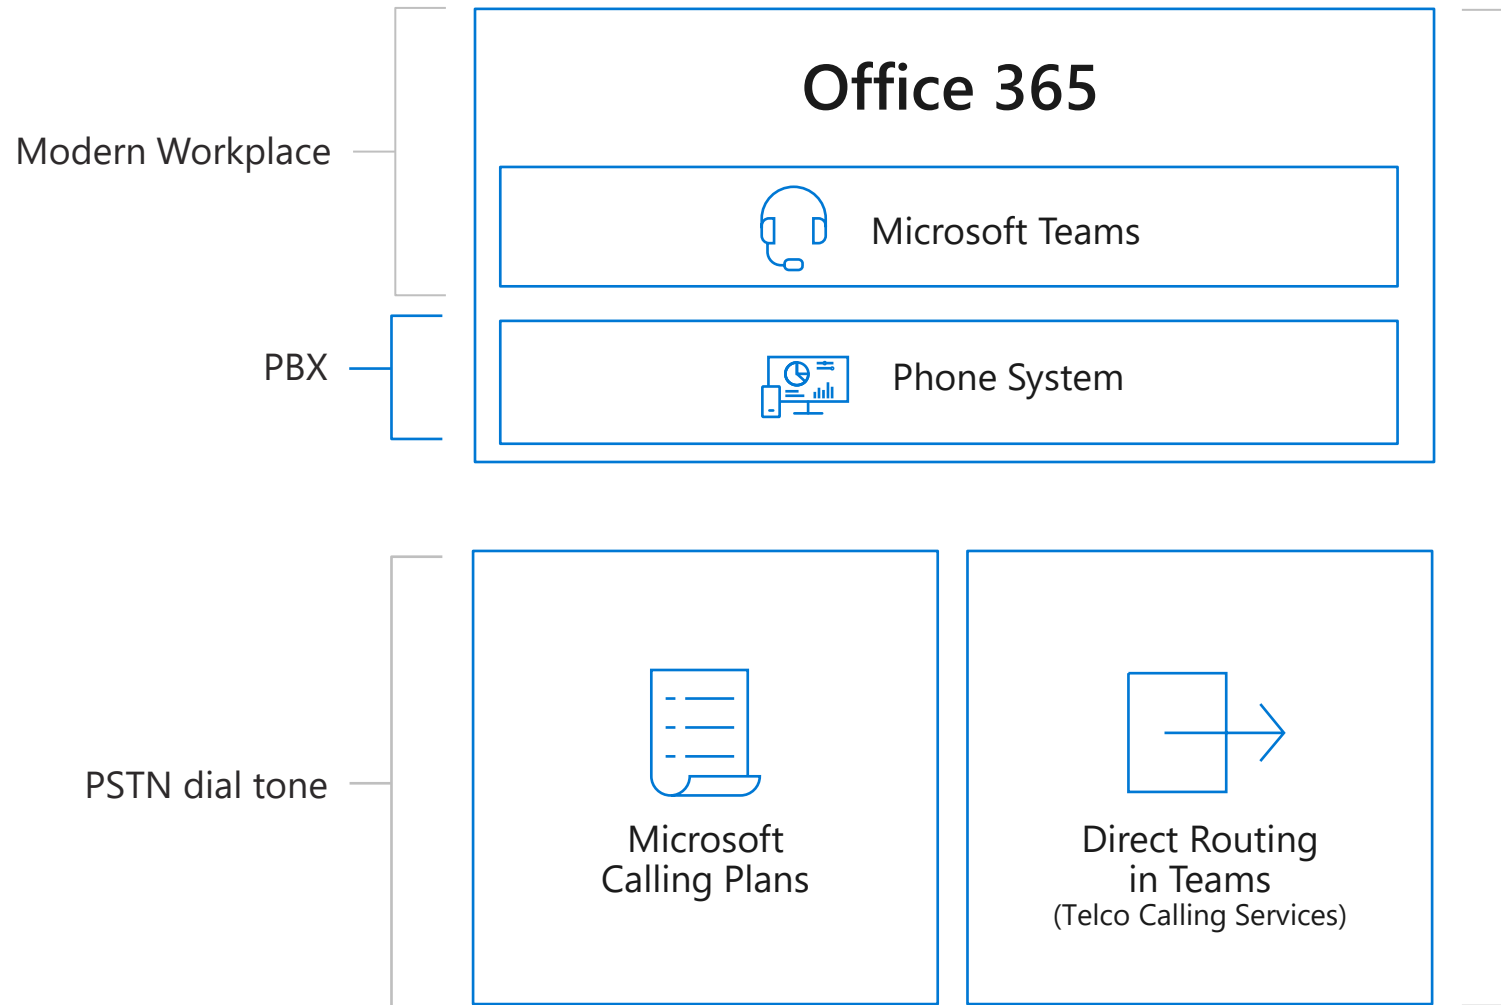 Office 365
Modern Workplace
Microsoft Teams
PBX
Phone System
PSTN dial tone
Microsoft
Calling Plans
Direct Routing
in Teams
(Telco Calling Services)